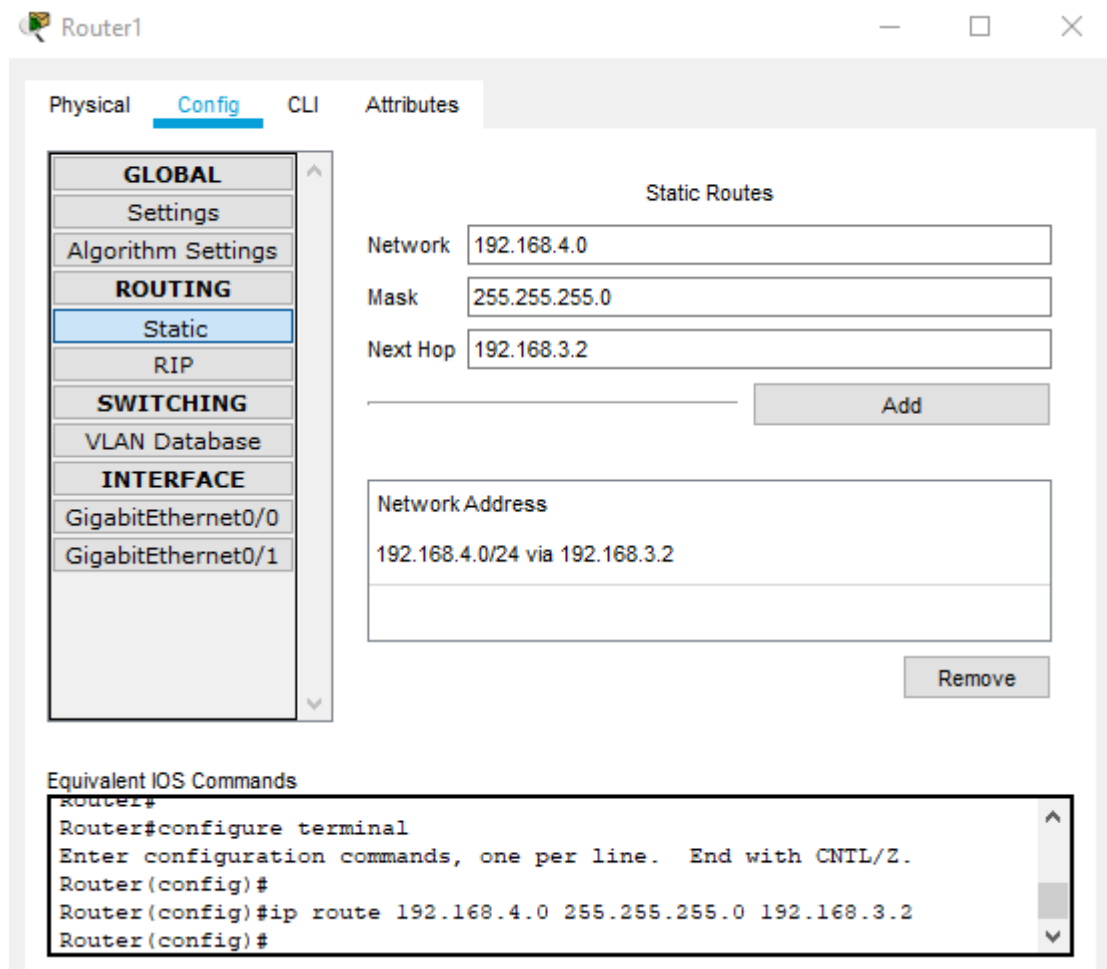 Router1
Physical Config CLI Attributes
GLOBAL
Settings
Algorithm Settings
ROUTING
Static
RIP
SWITCHING
VLAN Database
INTERFACE
GigabitEthernet0/0
GigabitEthernet0/1
Static Routes
Network 192.168.4.0
Mask 255.255.255.0
Next Hop 192.168.3.2
Add
Network Address
192.168.4.0/24 via 192.168.3.2
Remove
Equivalent IOS Commands
Router#
Router#configure terminal
Enter configuration commands, one per line.  End with CNTL/Z.
Router(config)#
Router(config)#ip route 192.168.4.0 255.255.255.0 192.168.3.2
Router(config)#